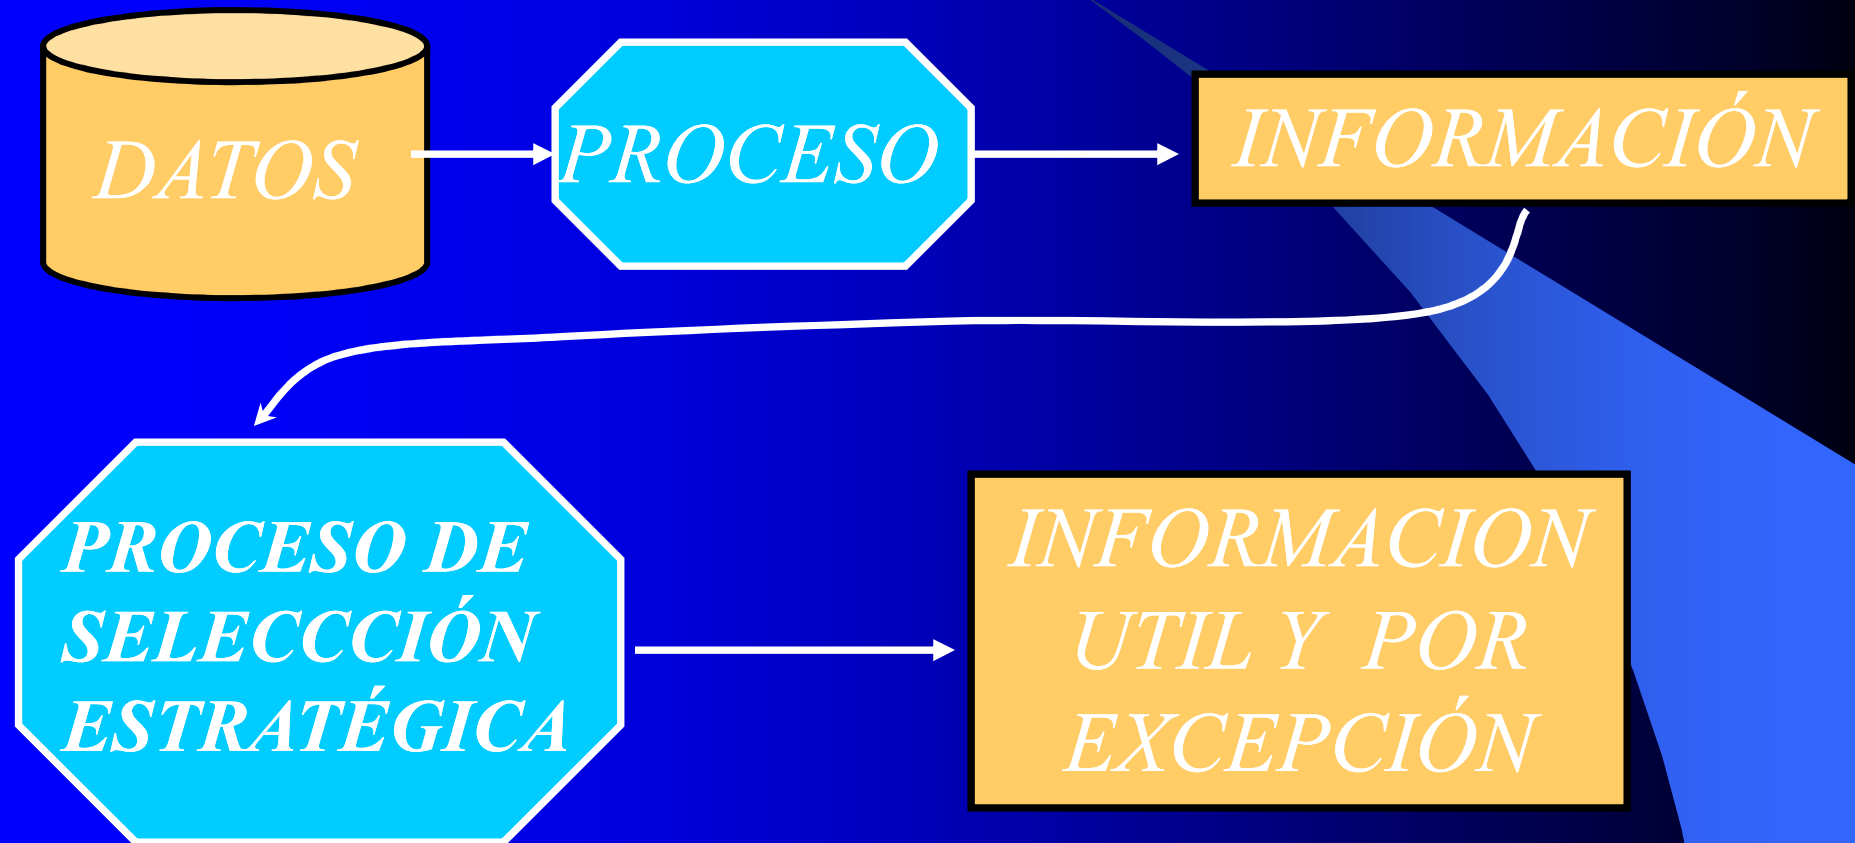 DATOS
PROCESO
INFORMACIÓN
PROCESO DE
SELECCCIÓN
ESTRATÉGICA
INFORMACION
UTIL Y POR
EXCEPCIÓN